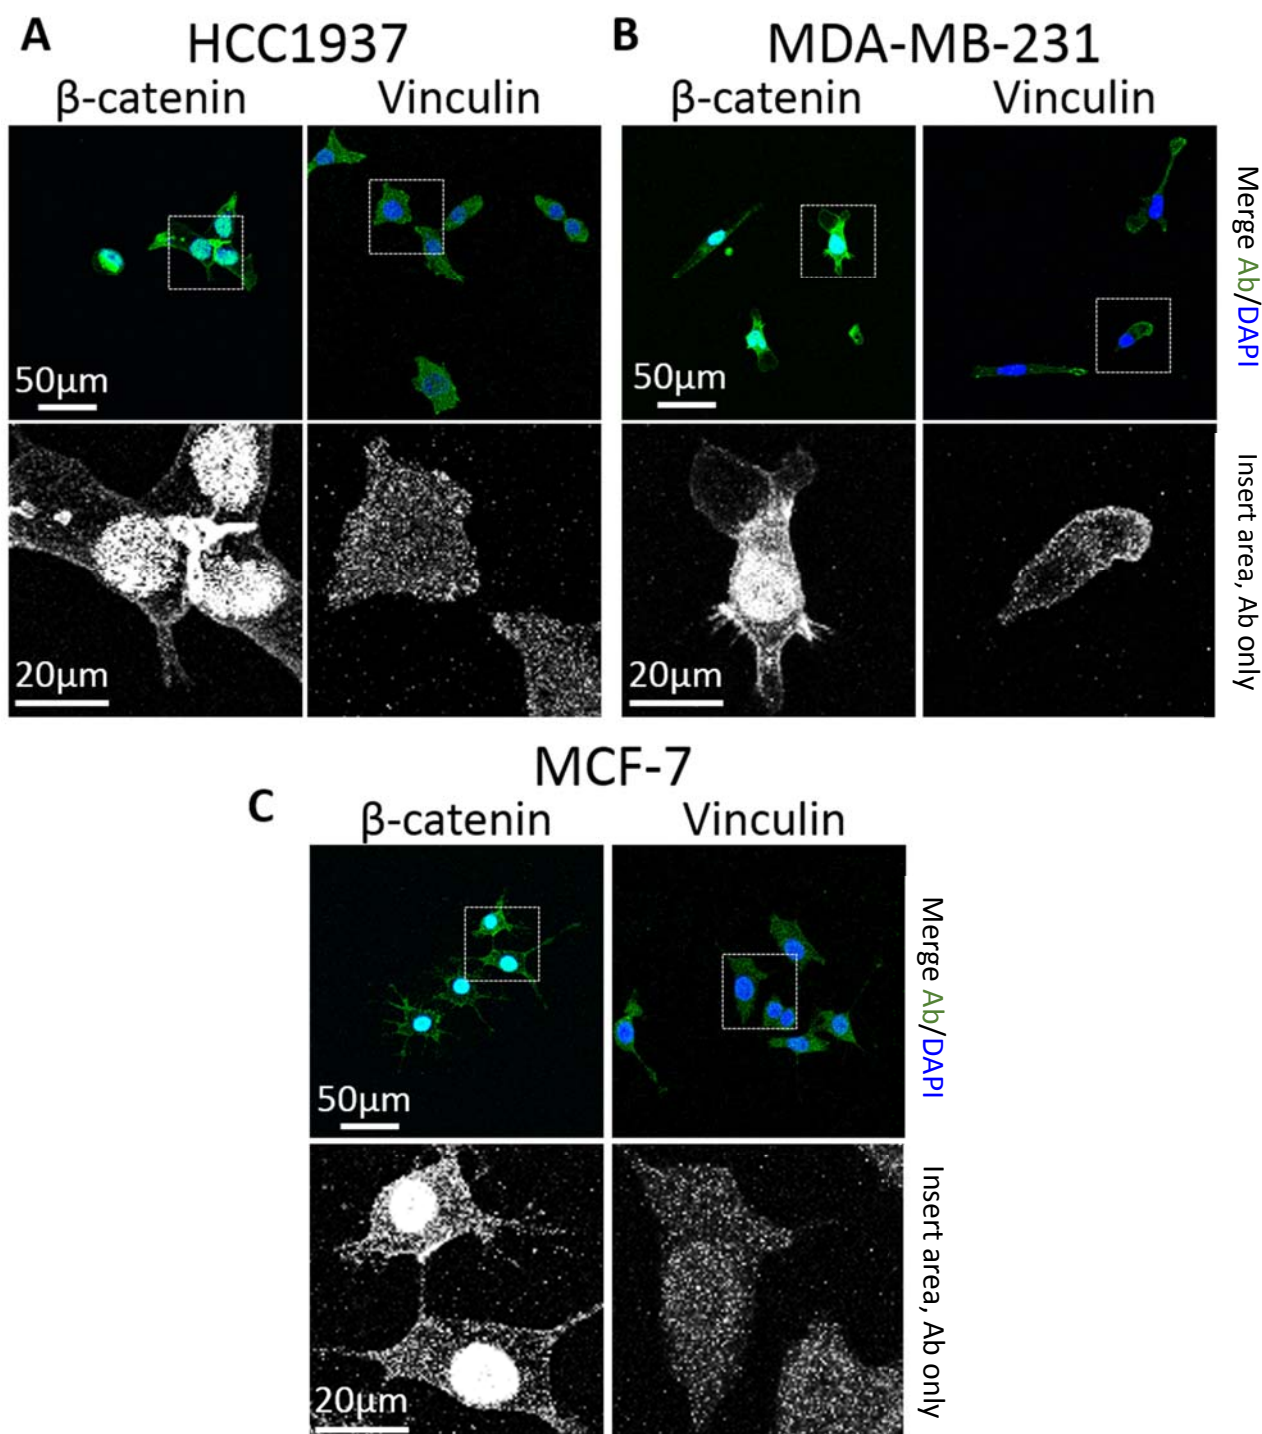 A
HCC1937
β-catenin
Vinculin
50µm
20µm
B
MDA-MB-231
β-catenin
Vinculin
50µm
20µm
Merge Ab/DAPI
Insert area, Ab only
C
MCF-7
β-catenin
Vinculin
50µm
20µm
Merge Ab/DAPI
Insert area, Ab only